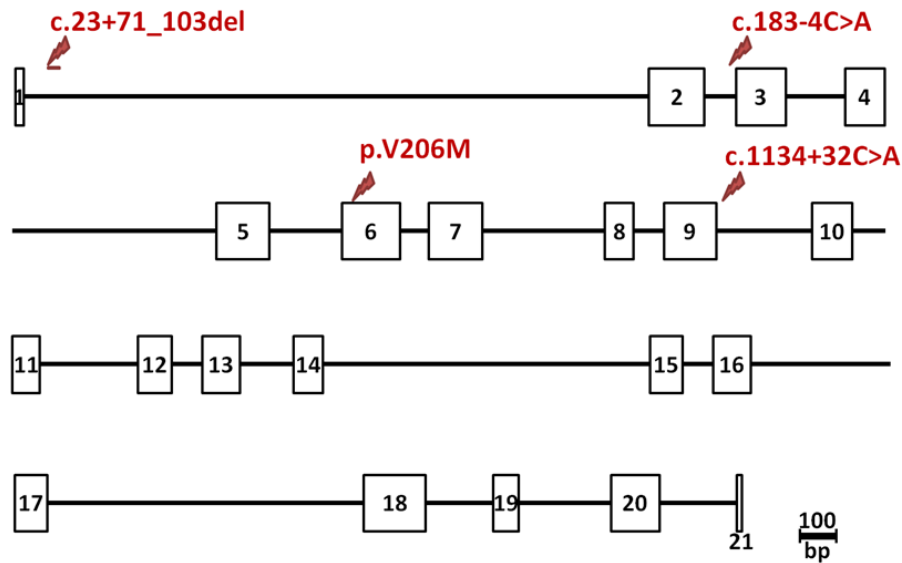 c.23+71_103del c.183-4C>A
1 2 3 4
p.V206M c.1134+32C>A
5 6 7 8 9 10
11 12 13 14 15 16
17 18 19 20 21
100
bp